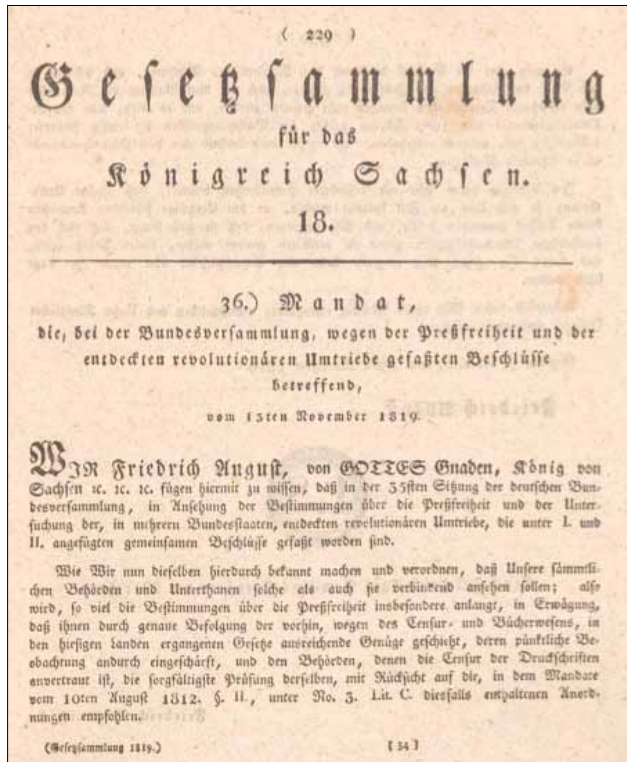 ( 229 )
Gesetzsammlung
für das
Königreich Sachsen.
18.
36.) Mandat,
die, bei der Bundesversammlung, wegen der Preßfreiheit und der
entdeckten revolutionären Umtriebe gefaßten Beschlüsse
betreffend,
vom 13ten November 1819.
WJR Friedrich August, von GOTTES Gnaden, König von
Sachsen ꝛc. ꝛc. ꝛc. fügen hiermit zu wissen, daß in der 35sten Sitzung der deutschen Bun-
desversammlung, in Ansehung der Bestimmungen über die Preßfreiheit und der Unter-
suchung der, in mehrern Bundesstaaten, entdeckten revolutionären Umtriebe, die unter I. und
II. angefügten gemeinsamen Beschlüsse gefaßt worden sind.
Wie Wir nun dieselben hierdurch bekannt machen und verordnen, daß Unsere sämmtli-
chen Behörden und Unterthanen solche als auch sie verbindend ansehen sollen; also
wird, so viel die Bestimmungen über die Preßfreiheit insbesondere anlangt, in Erwägung,
daß ihnen durch genaue Befolgung der vorhin, wegen des Censur- und Bücherwesens, in
den hiesigen Landen ergangenen Gesetze ausreichende Genüge geschieht, deren pünktliche Be-
obachtung andurch eingeschärft, und den Behörden, denen die Censur der Druckschriften
anvertraut ist, die sorgfältigste Prüfung derselben, mit Rücksicht auf die, in dem Mandate
vom 10ten August 1812. §. II., unter No. 3. Lit. C. diesfalls enthaltenen Anord-
nungen empfohlen.
(Gesetzsammlung 1819.) [ 34 ]